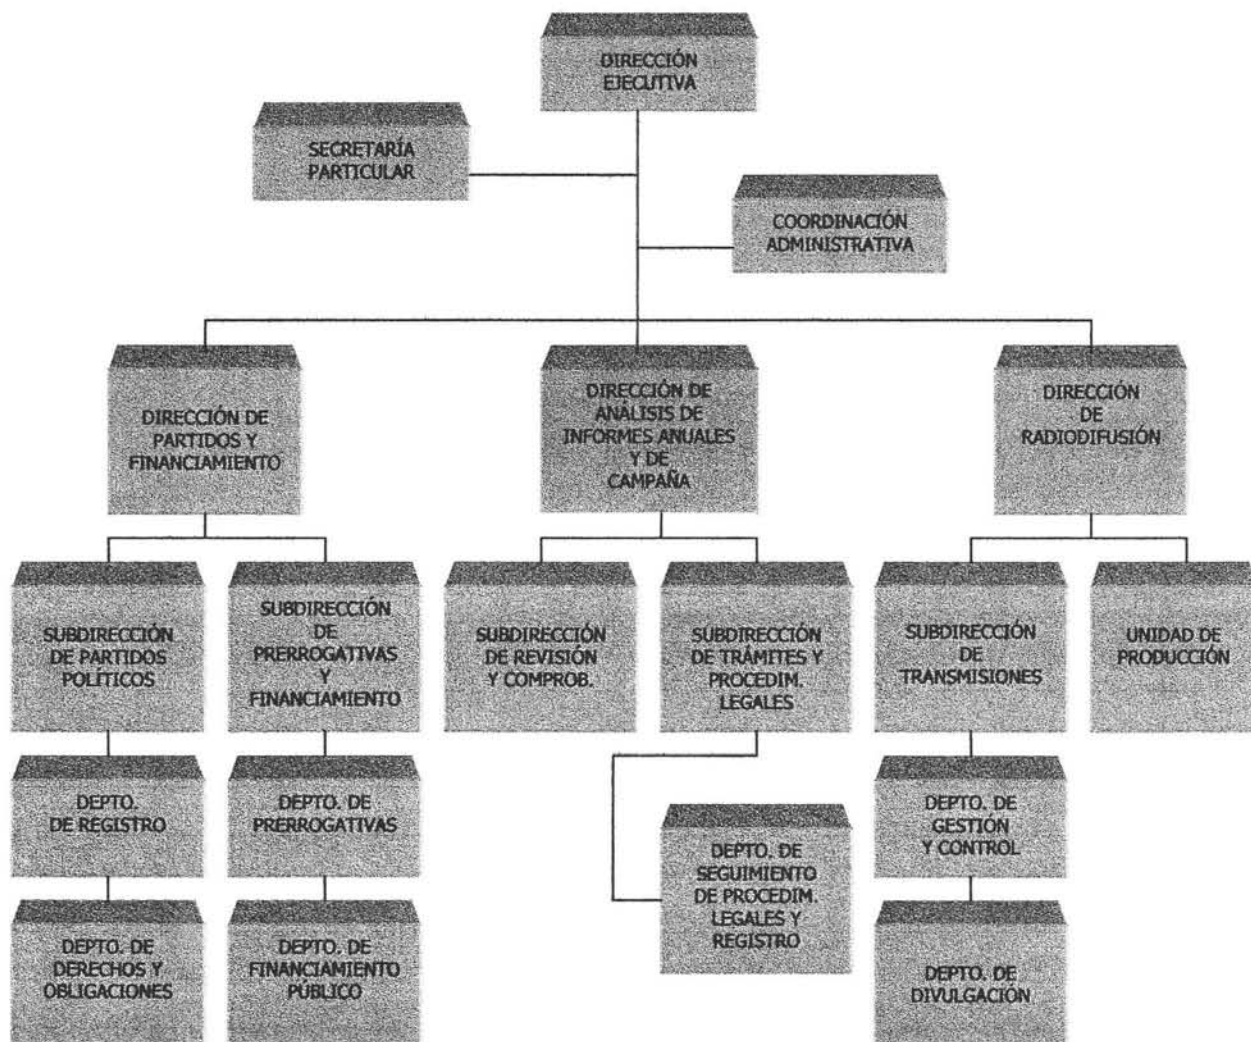 DIRECCIÓN
EJECUTIVA
SECRETARÍA
PARTICULAR
COORDINACIÓN
ADMINISTRATIVA
DIRECCIÓN DE
PARTIDOS Y
FINANCIAMIENTO
DIRECCIÓN DE
ANÁLISIS DE
INFORMES ANUALES
Y DE
CAMPAÑA
DIRECCIÓN
DE
RADIODIFUSIÓN
SUBDIRECCIÓN
DE PARTIDOS
POLÍTICOS
SUBDIRECCIÓN
DE
PRERROGATIVAS
Y
FINANCIAMIENTO
SUBDIRECCIÓN
DE REVISIÓN
Y COMPROB.
SUBDIRECCIÓN
DE TRÁMITES Y
PROCEDIM.
LEGALES
SUBDIRECCIÓN
DE
TRANSMISIONES
UNIDAD DE
PRODUCCIÓN
DEPTO.
DE REGISTRO
DEPTO. DE
PRERROGATIVAS
DEPTO. DE
SEGUIMIENTO
DE PROCEDIM.
LEGALES Y
REGISTRO
DEPTO. DE
GESTIÓN
Y CONTROL
DEPTO. DE
DERECHOS Y
OBLIGACIONES
DEPTO. DE
FINANCIAMIENTO
PÚBLICO
DEPTO. DE
DIVULGACIÓN